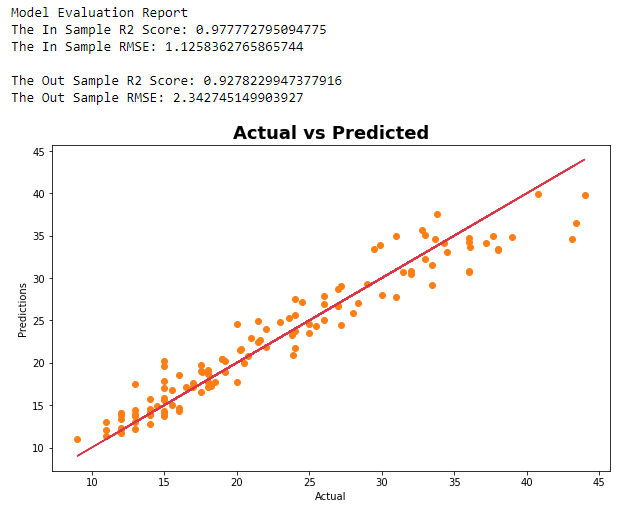 Model Evaluation Report
The In Sample R2 Score: 0.977772795094775
The In Sample RMSE: 1.1258362765865744
The Out Sample R2 Score: 0.9278229947377916
The Out Sample RMSE: 2.342745149903927
Actual vs Predicted
45
40
35
30
25
20
15
10
Predictions
10 15 20 25 30 35 40 45
Actual